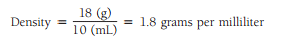 Density = 18 (g) / 10 (mL) = 1.8 grams per milliliter